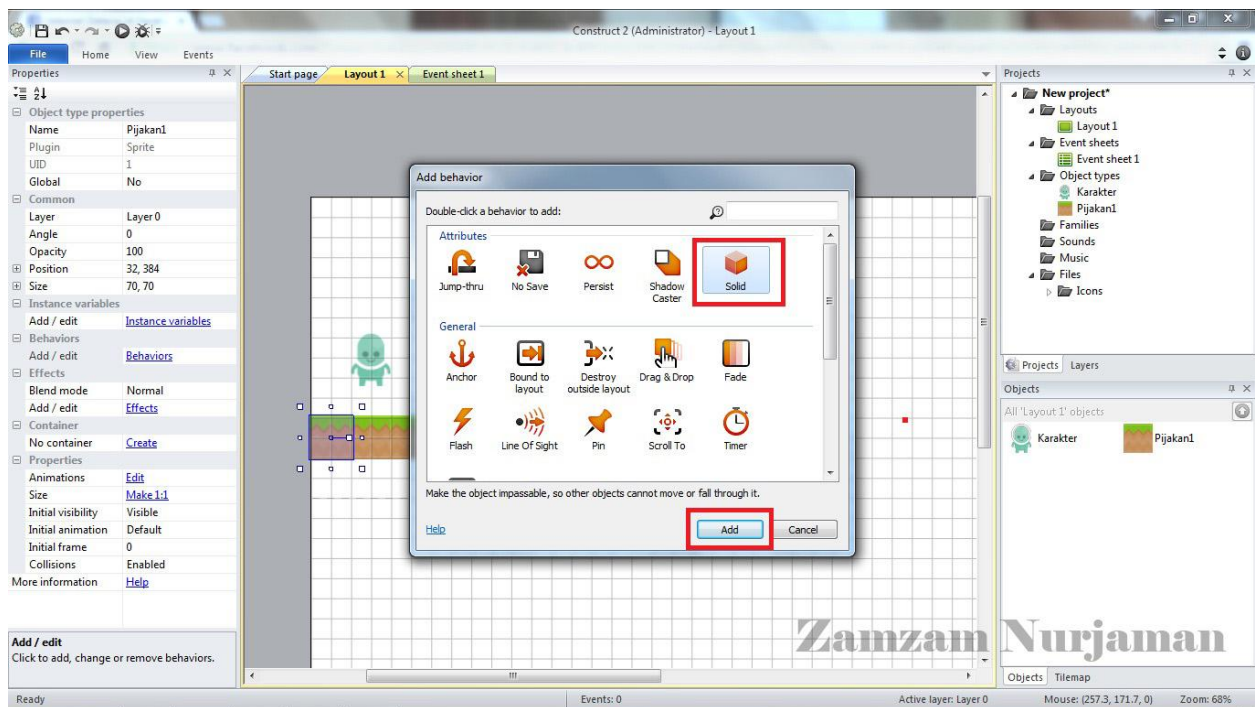 Construct 2 (Administrator) - Layout 1
File Home View Events
Properties
Object type properties
Name Pijakan1
Plugin Sprite
UID 1
Global No
Common
Layer Layer 0
Angle 0
Opacity 100
Position 32, 384
Size 70, 70
Instance variables
Add / edit Instance variables
Behaviors
Add / edit Behaviors
Effects
Blend mode Normal
Add / edit Effects
Container
No container Create
Properties
Animations Edit
Size Make 1:1
Initial visibility Visible
Initial animation Default
Initial frame 0
Collisions Enabled
More information Help
Add / edit
Click to add, change or remove behaviors.
Start page Layout 1 Event sheet 1
Add behavior
Double-click a behavior to add:
Attributes
Jump-thru No Save Persist Shadow Caster Solid
General
Anchor Bound to layout Destroy outside layout Drag & Drop Fade
Flash Line Of Sight Pin Scroll To Timer
Make the object impassable, so other objects cannot move or fall through it.
Help Add Cancel
Projects
New project*
Layouts
Layout 1
Event sheets
Event sheet 1
Object types
Karakter
Pijakan1
Families
Sounds
Music
Files
Icons
Projects Layers
Objects
All 'Layout 1' objects
Karakter Pijakan1
Zamzam Nurjaman
Objects Tilemap
Ready Events: 0 Active layer: Layer 0 Mouse: (257.3, 171.7, 0) Zoom: 68%